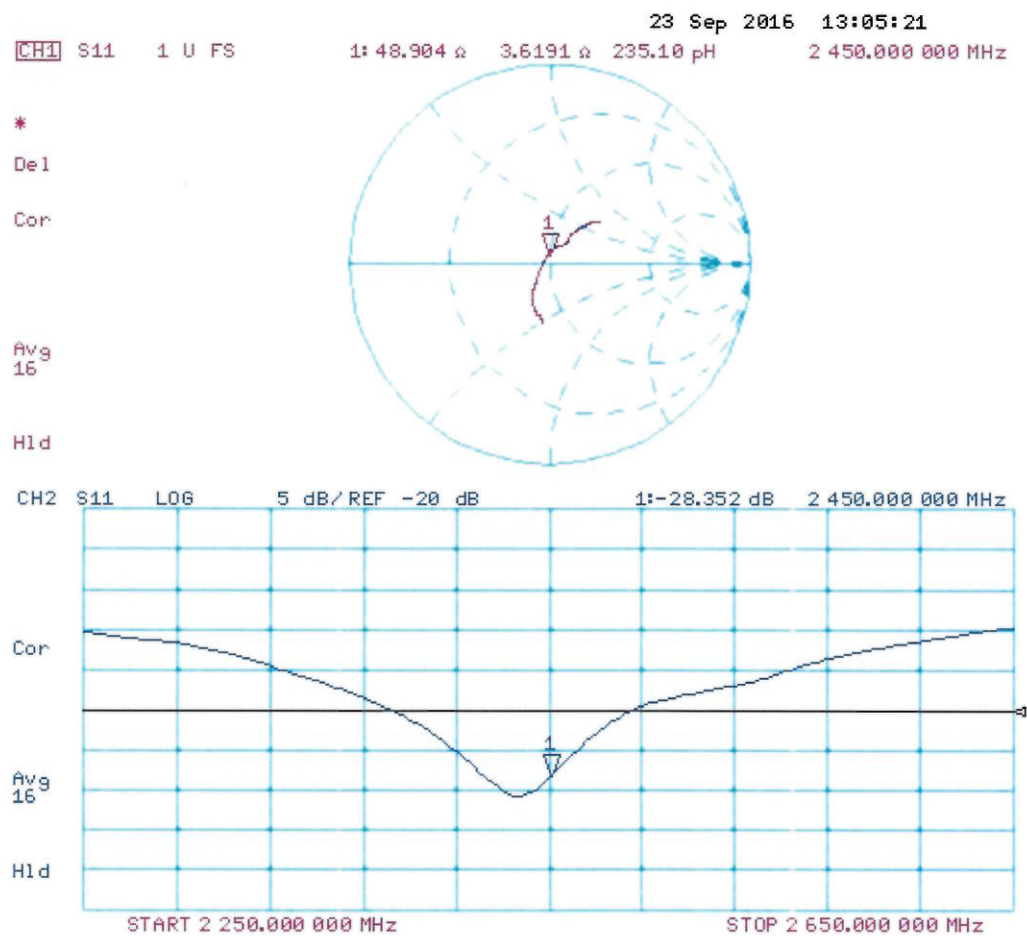 23 Sep 2016 13:05:21
CH1 S11 1 U FS 1: 48.904 Ω 3.6191 Ω 235.10 pH 2 450.000 000 MHz
*
Del
Cor
1
Avg
16
Hld
CH2 S11 LOG 5 dB/ REF -20 dB 1:-28.352 dB 2 450.000 000 MHz
Cor
1
Avg
16
Hld
START 2 250.000 000 MHz STOP 2 650.000 000 MHz